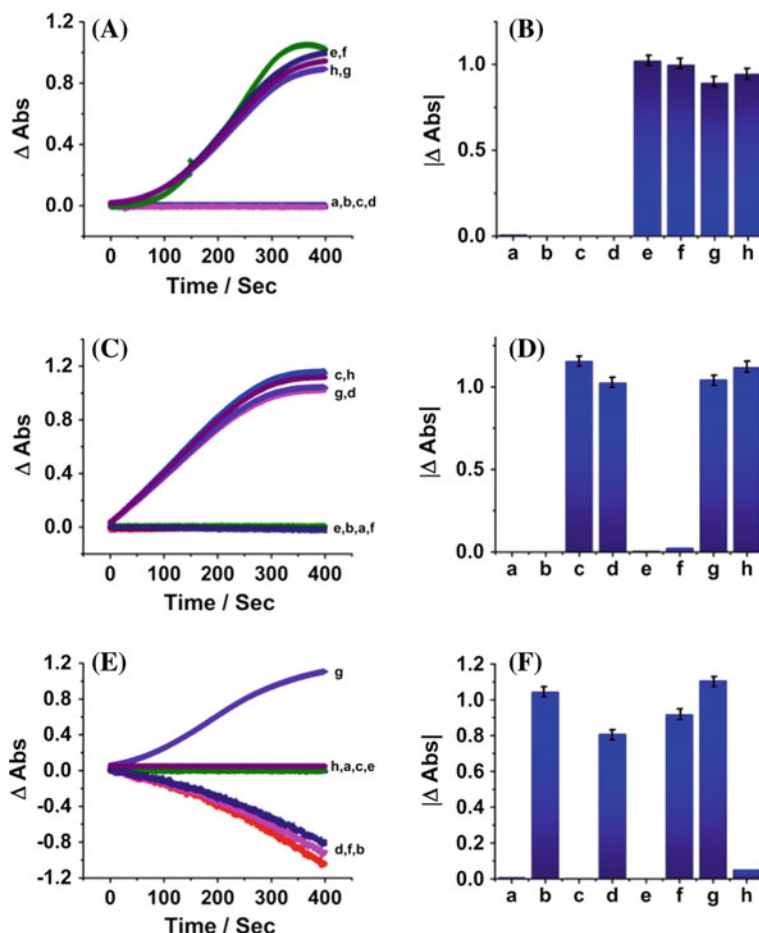 (A)
Δ Abs
1.2
0.8
0.4
0.0
e,f
h,g
a,b,c,d
0 100 200 300 400
Time / Sec
(B)
|Δ Abs|
1.0
0.5
0.0
a b c d e f g h
(C)
Δ Abs
1.2
0.8
0.4
0.0
c,h
g,d
e,b,a,f
0 100 200 300 400
Time / Sec
(D)
|Δ Abs|
1.0
0.5
0.0
a b c d e f g h
(E)
Δ Abs
1.2
0.8
0.4
0.0
-0.4
-0.8
-1.2
g
h,a,c,e
d,f,b
0 100 200 300 400
Time / Sec
(F)
|Δ Abs|
1.2
1.0
0.8
0.6
0.4
0.2
0.0
a b c d e f g h